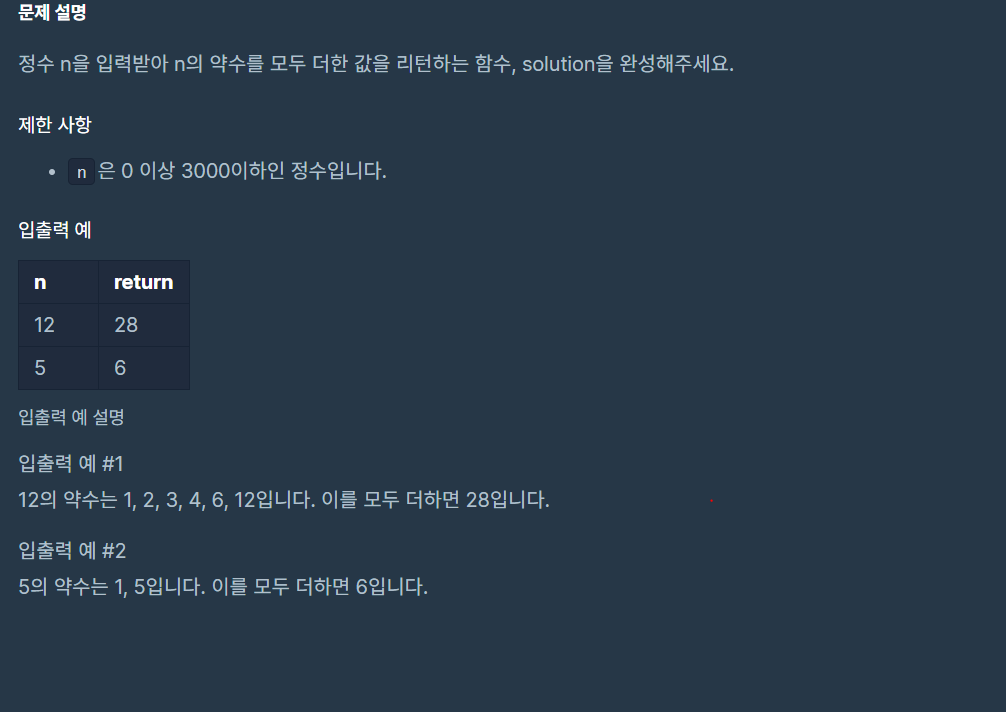 문제 설명
정수 n을 입력받아 n의 약수를 모두 더한 값을 리턴하는 함수, solution을 완성해주세요.
제한 사항
• n 은 0 이상 3000이하인 정수입니다.
입출력 예
n return
12 28
5 6
입출력 예 설명
입출력 예 #1
12의 약수는 1, 2, 3, 4, 6, 12입니다. 이를 모두 더하면 28입니다.
입출력 예 #2
5의 약수는 1, 5입니다. 이를 모두 더하면 6입니다.